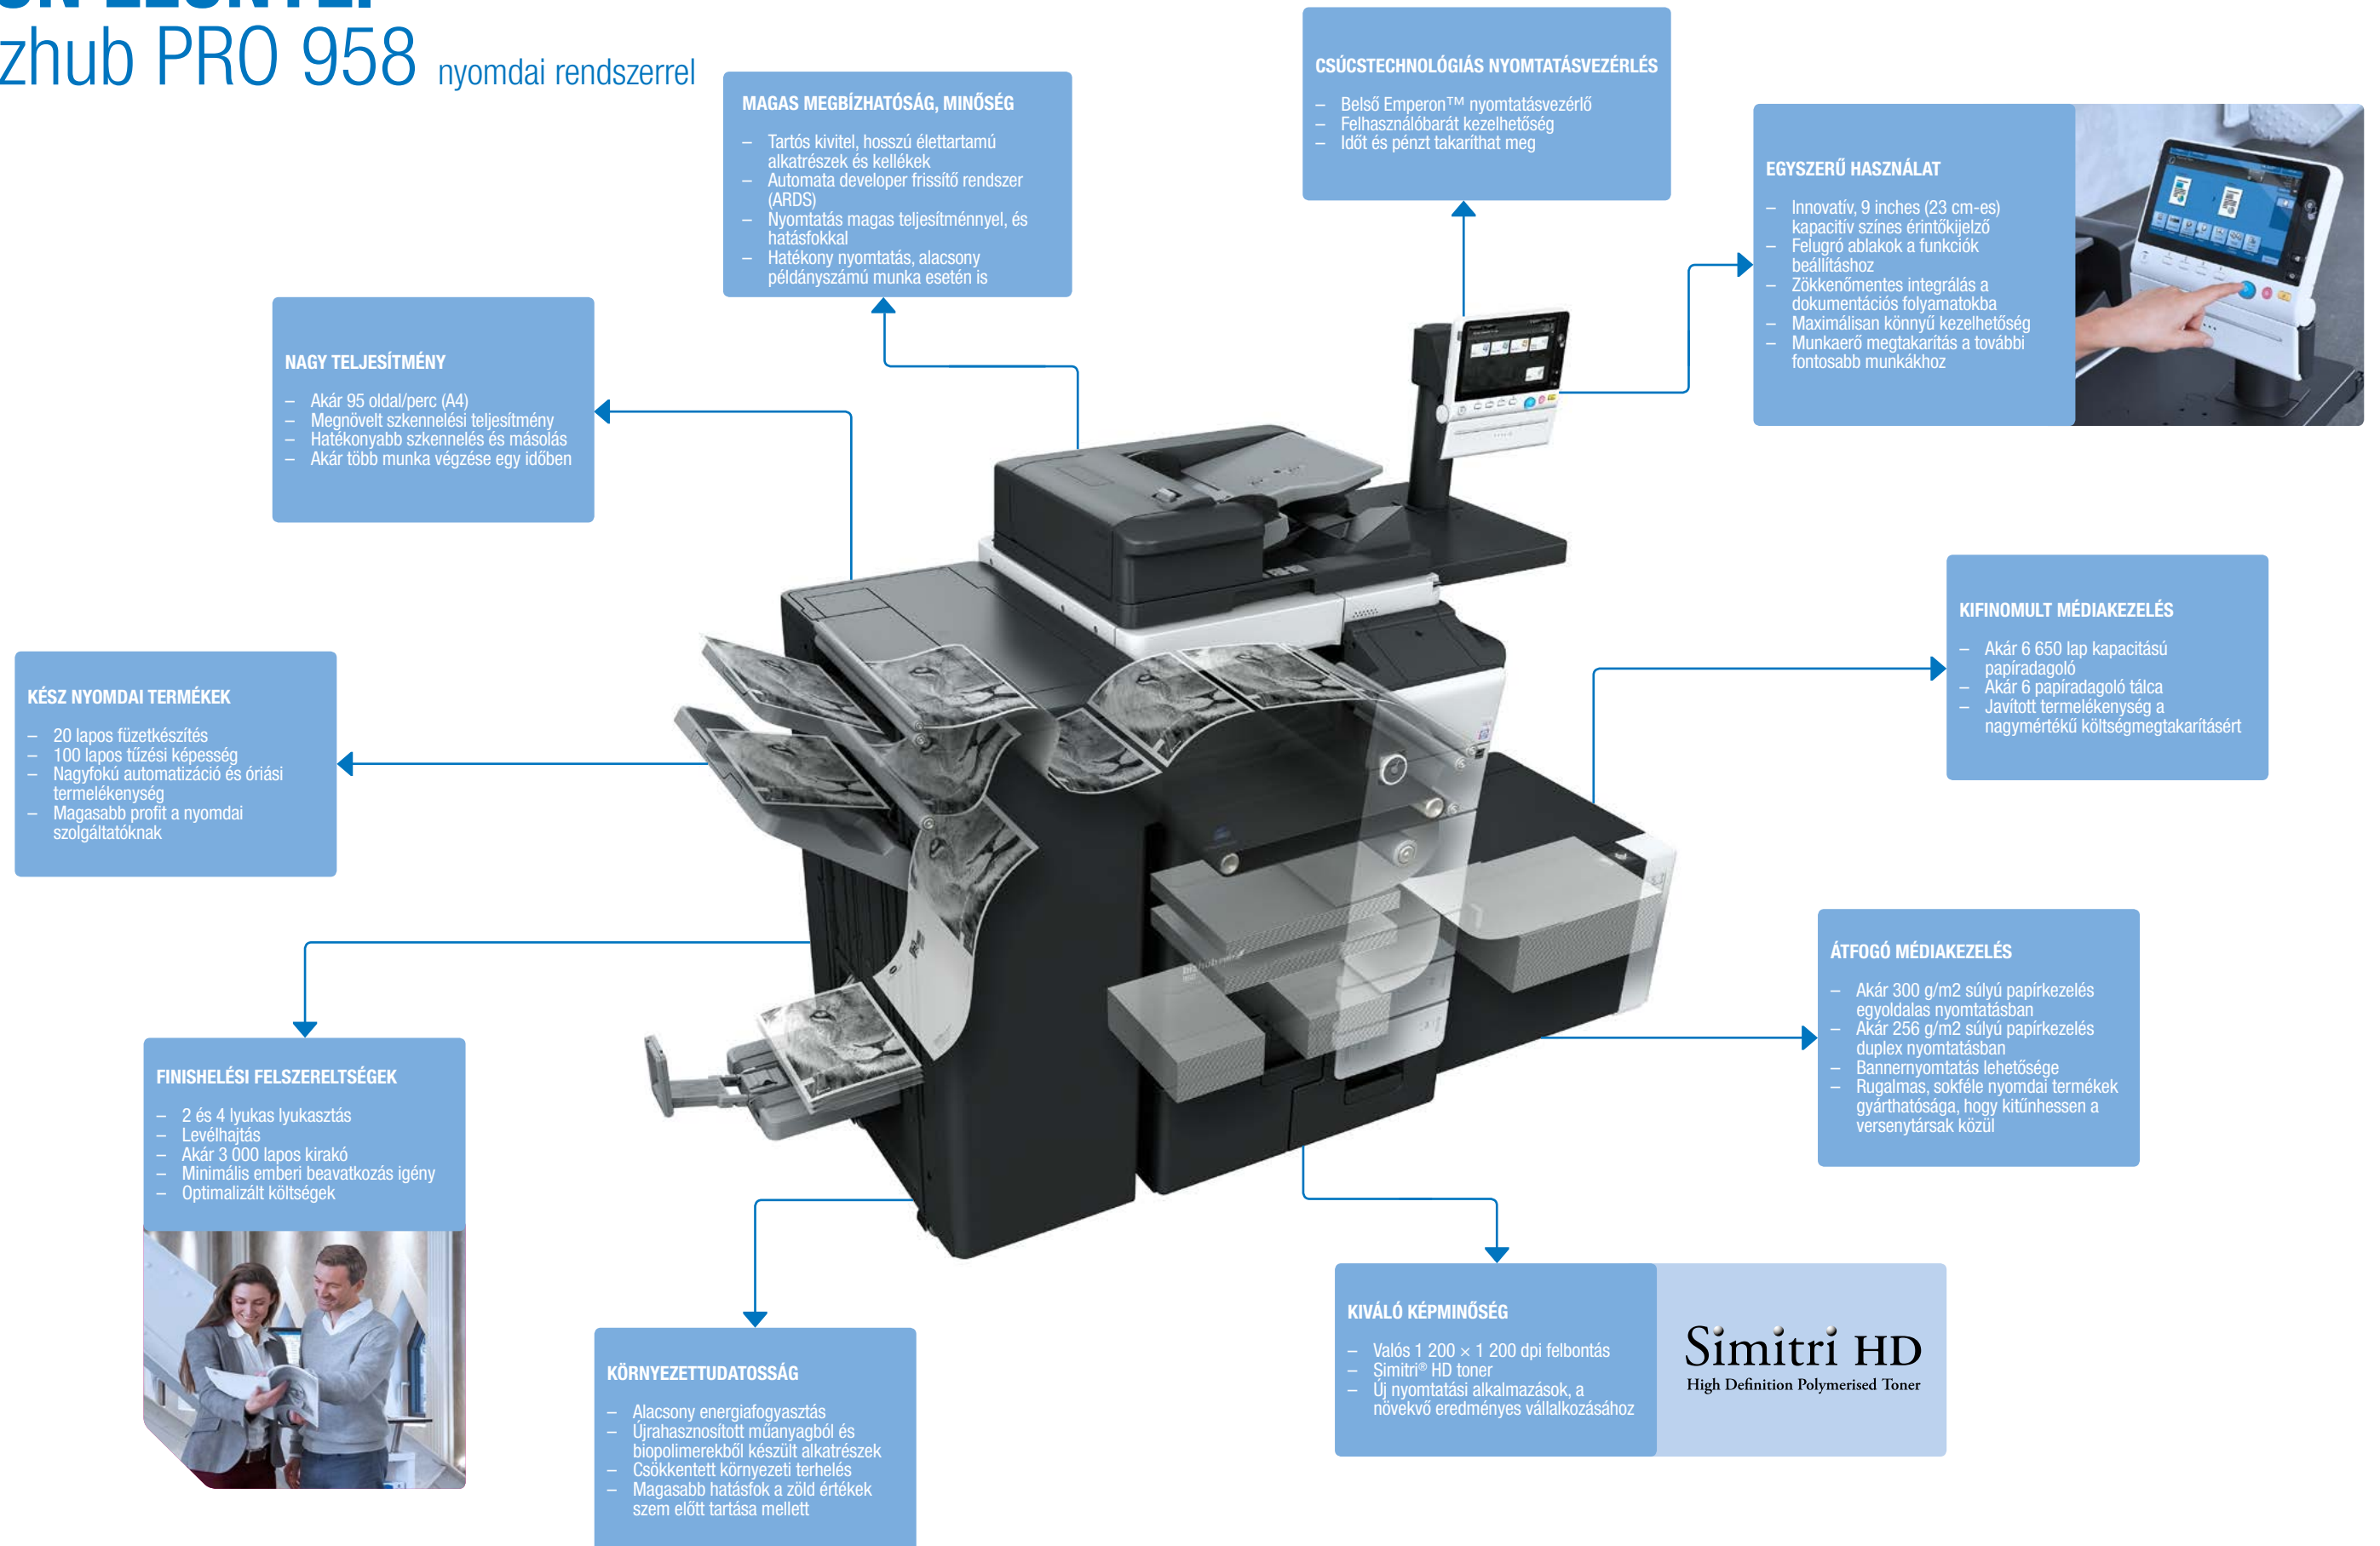 zhub PRO 958 nyomdai rendszerrel
CSÚCSTECHNOLÓGIÁS NYOMTATÁSVEZÉRLÉS
– Belső Emperon™ nyomtatásvezérlő
– Felhasználóbarát kezelhetőség
– Időt és pénzt takaríthat meg
MAGAS MEGBÍZHATÓSÁG, MINŐSÉG
– Tartós kivitel, hosszú élettartamú
alkatrészek és kellékek
– Automata developer frissítő rendszer
(ARDS)
– Nyomtatás magas teljesítménnyel, és
hatásfokkal
– Hatékony nyomtatás, alacsony
példányszámú munka esetén is
EGYSZERŰ HASZNÁLAT
– Innovatív, 9 inches (23 cm-es)
kapacitív színes érintőkijelző
– Felugró ablakok a funkciók
beállításhoz
– Zökkenőmentes integrálás a
dokumentációs folyamatokba
– Maximálisan könnyű kezelhetőség
– Munkaerő megtakarítás a további
fontosabb munkákhoz
NAGY TELJESÍTMÉNY
– Akár 95 oldal/perc (A4)
– Megnövelt szkennelési teljesítmény
– Hatékonyabb szkennelés és másolás
– Akár több munka végzése egy időben
KIFINOMULT MÉDIAKEZELÉS
– Akár 6 650 lap kapacitású
papíradagoló
– Akár 6 papíradagoló tálca
– Javított termelékenység a
nagymértékű költségmegtakarításért
KÉSZ NYOMDAI TERMÉKEK
– 20 lapos füzetkészítés
– 100 lapos tűzési képesség
– Nagyfokú automatizáció és óriási
termelékenység
– Magasabb profit a nyomdai
szolgáltatóknak
ÁTFOGÓ MÉDIAKEZELÉS
– Akár 300 g/m2 súlyú papírkezelés
egyoldalas nyomtatásban
– Akár 256 g/m2 súlyú papírkezelés
duplex nyomtatásban
– Bannernyomtatás lehetősége
– Rugalmas, sokféle nyomdai termékek
gyárthatósága, hogy kitűnhessen a
versenytársak közül
bizhub
FINISHELÉSI FELSZERELTSÉGEK
– 2 és 4 lyukas lyukasztás
– Levélhajtás
– Akár 3 000 lapos kirakó
– Minimális emberi beavatkozás igény
– Optimalizált költségek
KIVÁLÓ KÉPMINŐSÉG
– Valós 1 200 × 1 200 dpi felbontás
– Simitri® HD toner
– Új nyomtatási alkalmazások, a
növekvő eredményes vállalkozásához
Simitri HD
High Definition Polymerised Toner
KÖRNYEZETTUDATOSSÁG
– Alacsony energiafogyasztás
– Újrahasznosított műanyagból és
biopolimerekből készült alkatrészek
– Csökkentett környezeti terhelés
– Magasabb hatásfok a zöld értékek
szem előtt tartása mellett